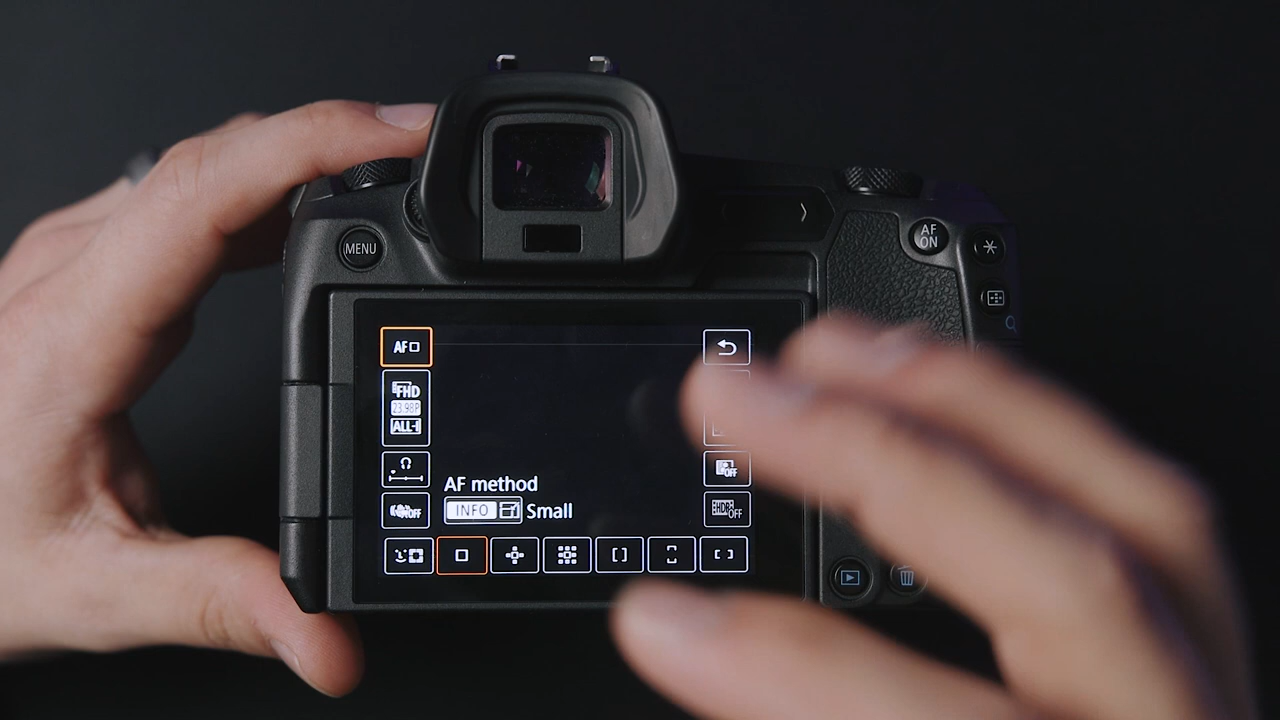 MENU
AF
ON
AF
FHD
23.98P
ALL-I
AF method
INFO Small
OFF
OFF
HDR OFF